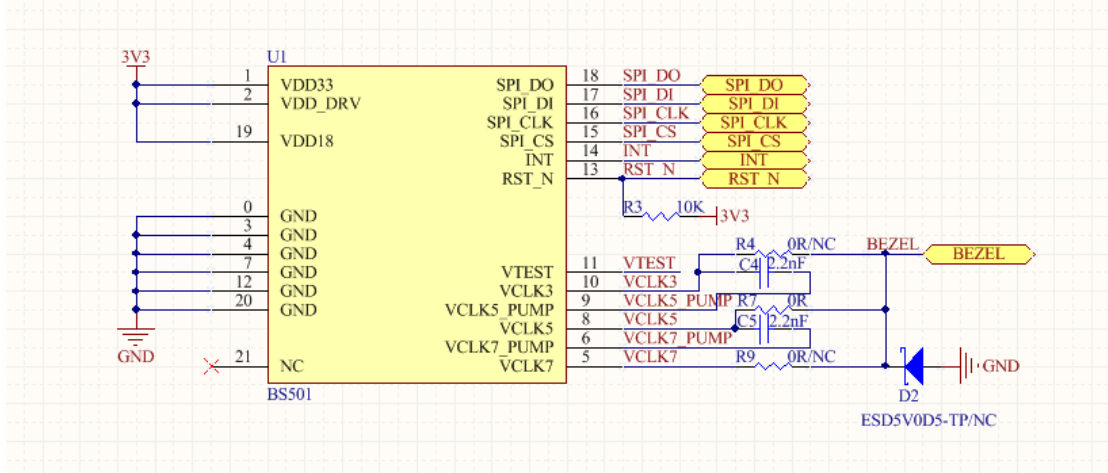 3V3
U1
1 VDD33
2 VDD_DRV
19 VDD18
0 GND
3 GND
4 GND
7 GND
12 GND
20 GND
21 NC
GND
BS501
SPI_DO 18 SPI_DO SPI_DO
SPI_DI 17 SPI_DI SPI_DI
SPI_CLK 16 SPI_CLK SPI_CLK
SPI_CS 15 SPI_CS SPI_CS
INT 14 INT INT
RST_N 13 RST_N RST_N
R3 10K 3V3
R4 0R/NC BEZEL BEZEL
VTEST 11 VTEST C4 2.2nF
VCLK3 10 VCLK3
VCLK5_PUMP 9 VCLK5_PUMP R7 0R
VCLK5 8 VCLK5 C5 2.2nF
VCLK7_PUMP 6 VCLK7_PUMP
VCLK7 5 VCLK7 R9 0R/NC
GND
D2
ESD5V0D5-TP/NC